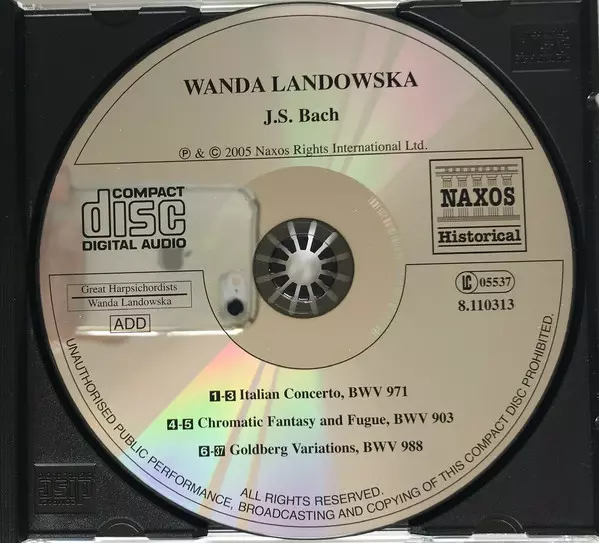 WANDA LANDOWSKA
J.S. Bach
℗ & © 2005 Naxos Rights International Ltd.
COMPACT
disc
DIGITAL AUDIO
NAXOS
Historical
Great Harpsichordists
Wanda Landowska
ADD
LC 05537
8.110313
1-3 Italian Concerto, BWV 971
4-5 Chromatic Fantasy and Fugue, BWV 903
6-37 Goldberg Variations, BWV 988
ALL RIGHTS RESERVED.
UNAUTHORISED PUBLIC PERFORMANCE, BROADCASTING AND COPYING OF THIS COMPACT DISC PROHIBITED.